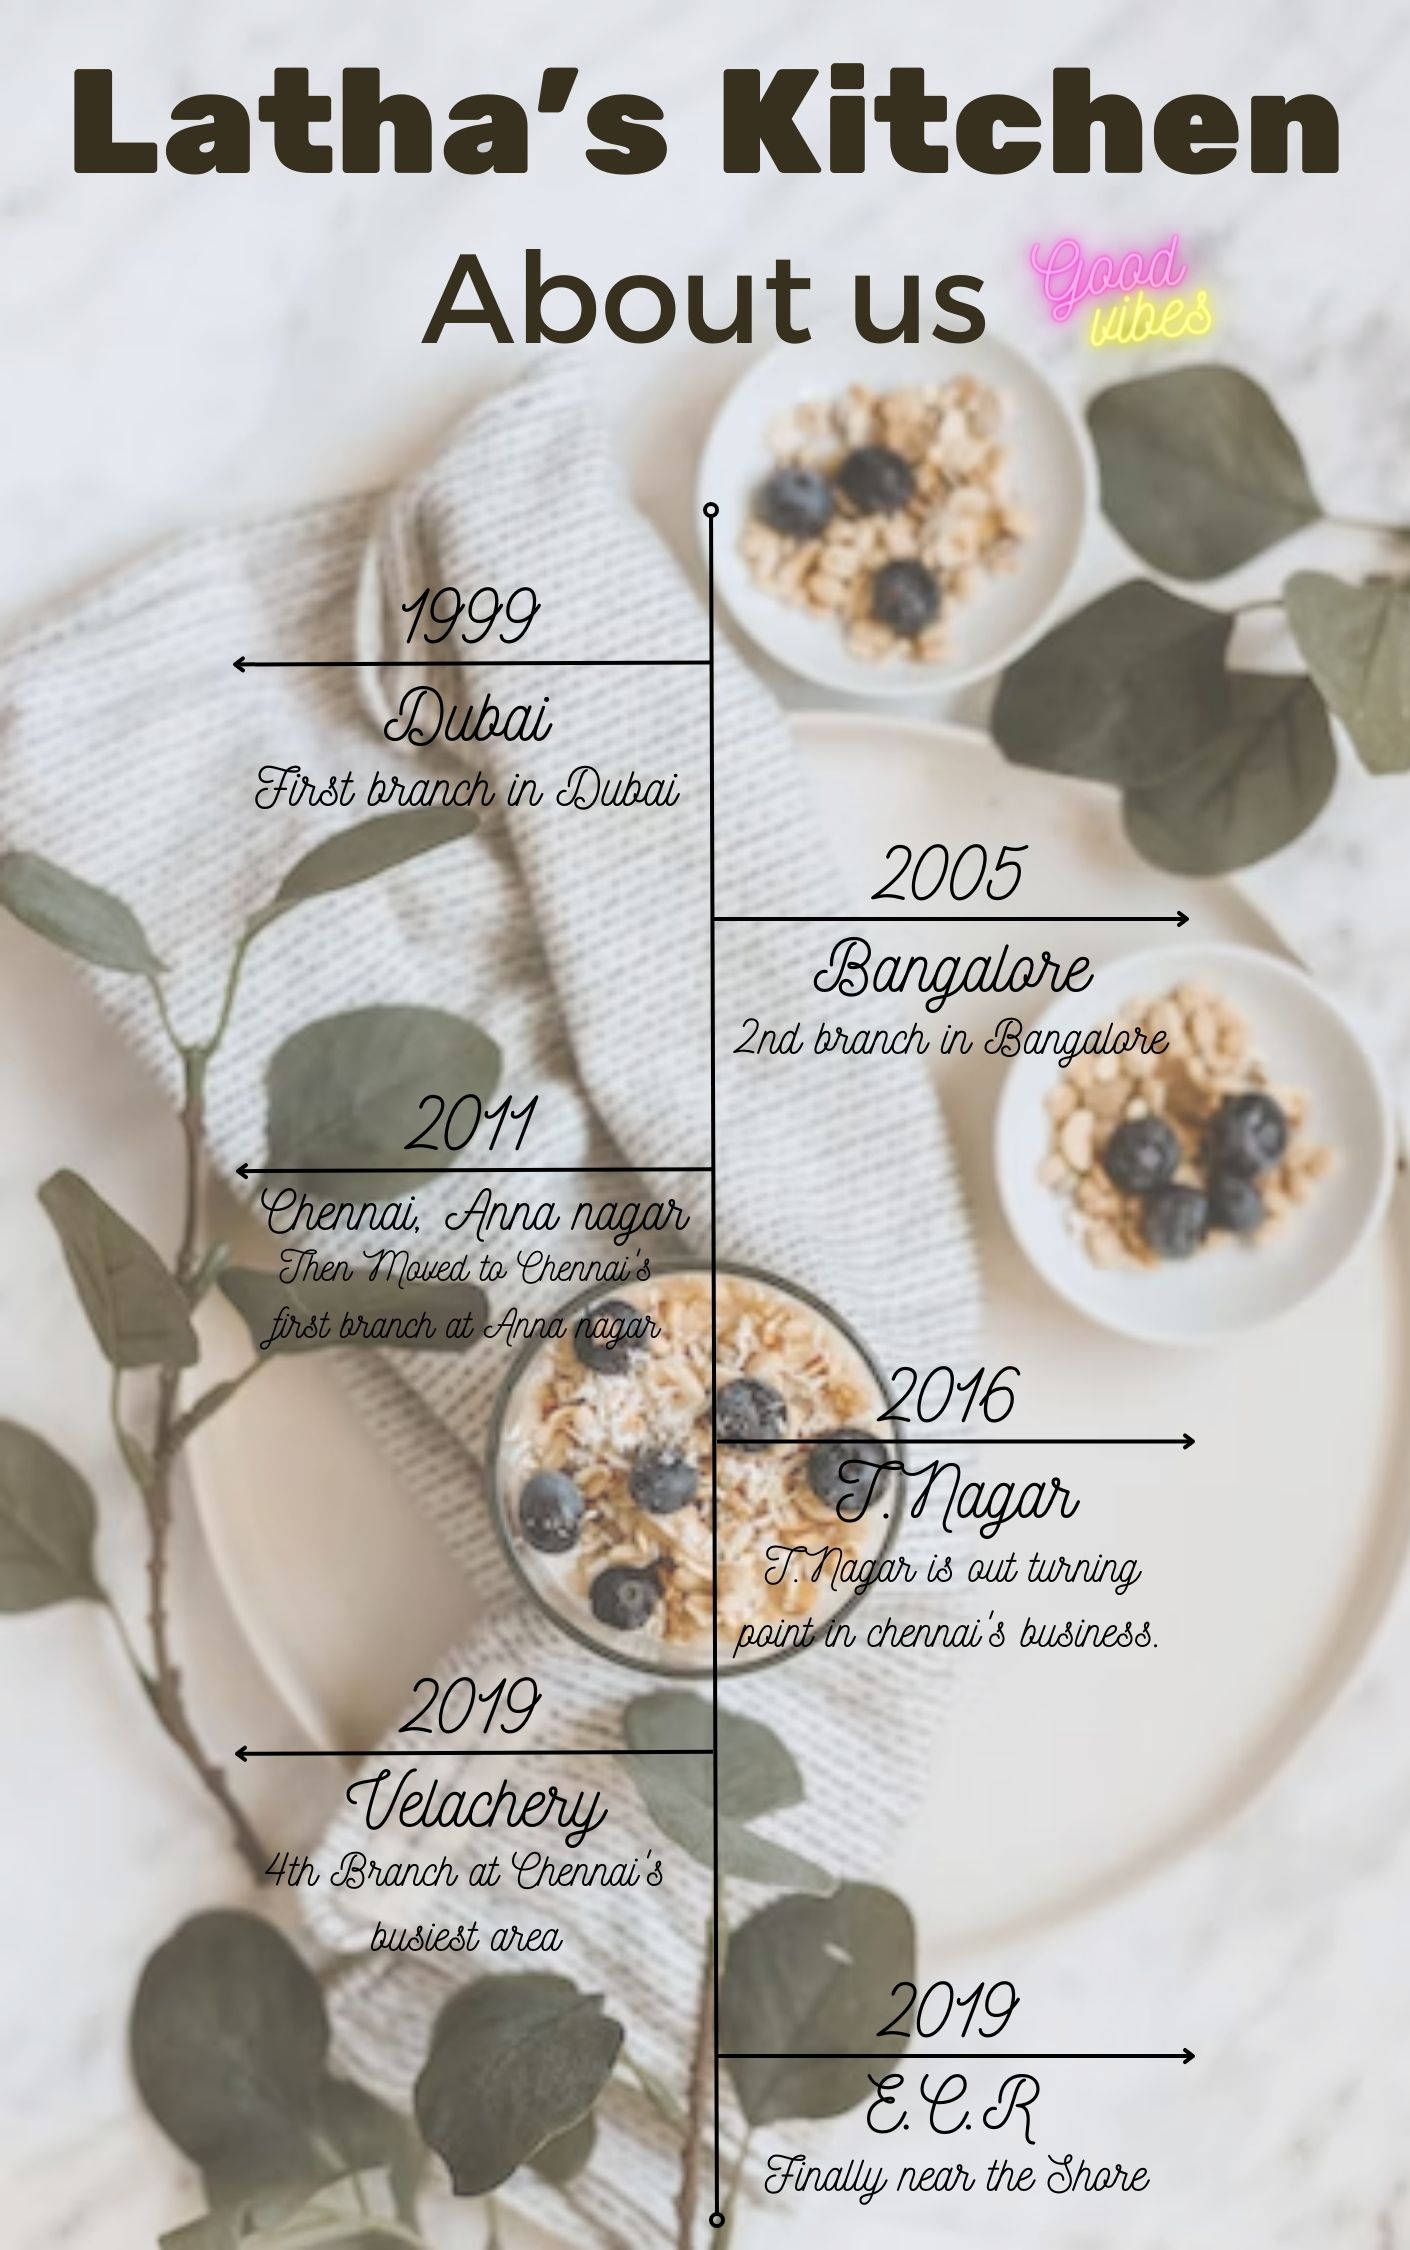 Latha's Kitchen
About us
Good
vibes
1999
Dubai
First branch in Dubai
2005
Bangalore
2nd branch in Bangalore
2011
Chennai, Anna nagar
Then Moved to Chennai's
first branch at Anna nagar
2016
T.Nagar
T.Nagar is out turning
point in chennai's business.
2019
Velachery
4th Branch at Chennai's
busiest area
2019
E.C.R
Finally near the Shore